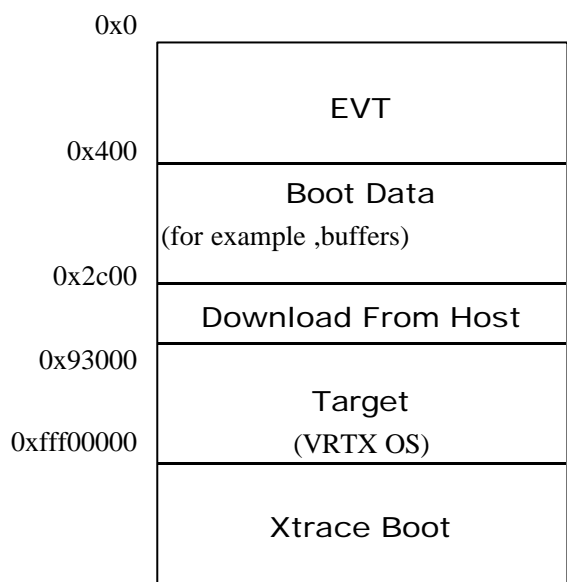 0x0
EVT
0x400
Boot Data
(for example ,buffers)
0x2c00
Download From Host
0x93000
Target
0xfff00000
(VRTX OS)
Xtrace Boot